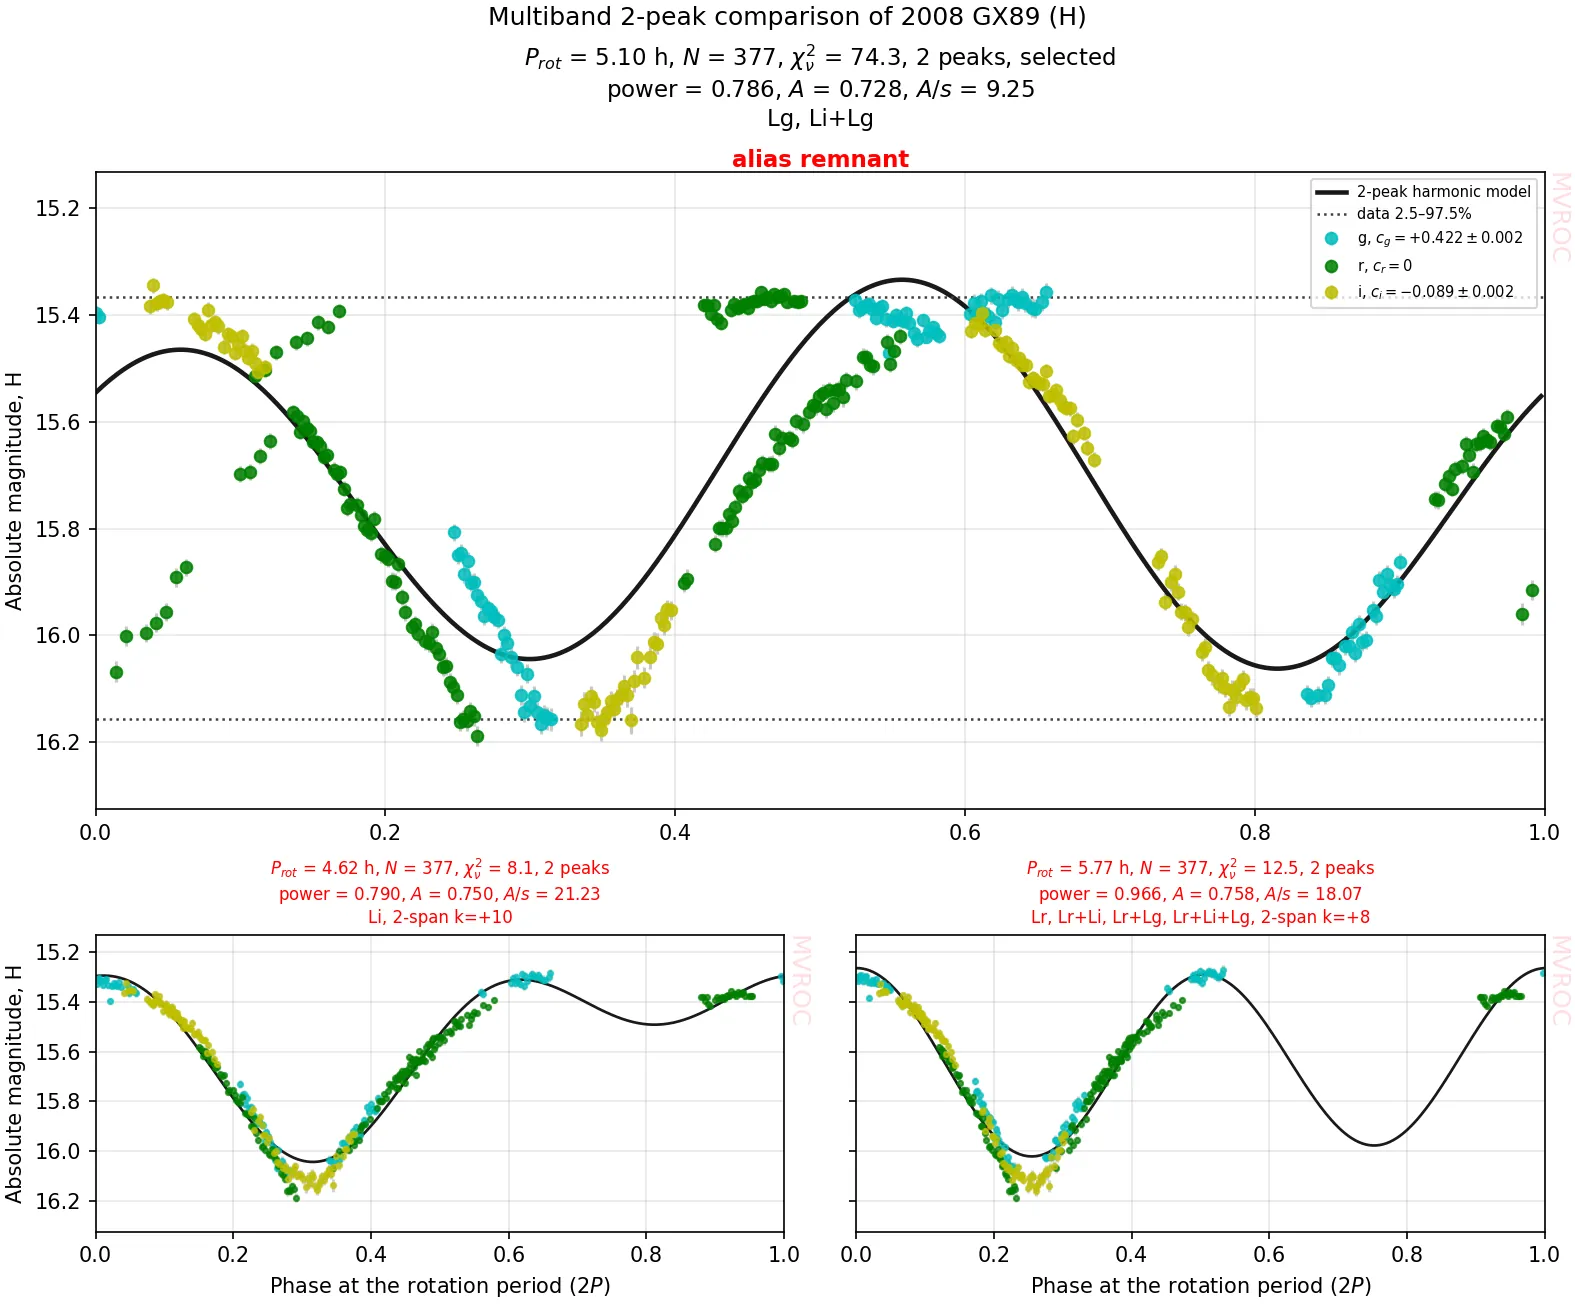 Multiband 2-peak comparison of 2008 GX89 (H)
P_rot = 5.10 h, N = 377, χ²_ν = 74.3, 2 peaks, selected
power = 0.786, A = 0.728, A/s = 9.25
Lg, Li+Lg
alias remnant
Absolute magnitude, H
15.2
15.4
15.6
15.8
16.0
16.2
0.0
0.2
0.4
0.6
0.8
1.0
2-peak harmonic model
data 2.5–97.5%
g, c_g = +0.422 ± 0.002
r, c_r = 0
i, c_i = −0.089 ± 0.002
MVROC
P_rot = 4.62 h, N = 377, χ²_ν = 8.1, 2 peaks
power = 0.790, A = 0.750, A/s = 21.23
Li, 2-span k=+10
Absolute magnitude, H
15.2
15.4
15.6
15.8
16.0
16.2
0.0
0.2
0.4
0.6
0.8
1.0
Phase at the rotation period (2P)
MVROC
P_rot = 5.77 h, N = 377, χ²_ν = 12.5, 2 peaks
power = 0.966, A = 0.758, A/s = 18.07
Lr, Lr+Li, Lr+Lg, Lr+Li+Lg, 2-span k=+8
0.0
0.2
0.4
0.6
0.8
1.0
Phase at the rotation period (2P)
MVROC